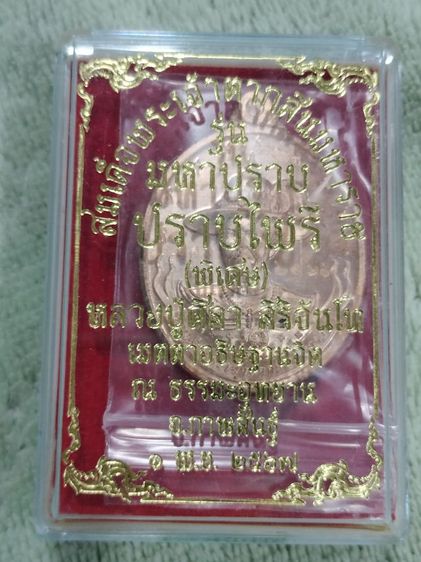 สมเด็จพระเจ้าตากสินมหาราช
รุ่น
มหาปราบ
ปราบไพรี
(พิเศษ)
หลวงปู่ศิลา สิริจันโท
เมตตาอธิษฐานจิต
ณ ธรรมะอุทยาน
จ.กาฬสินธุ์
๑ พ.ค. ๒๕๖๗